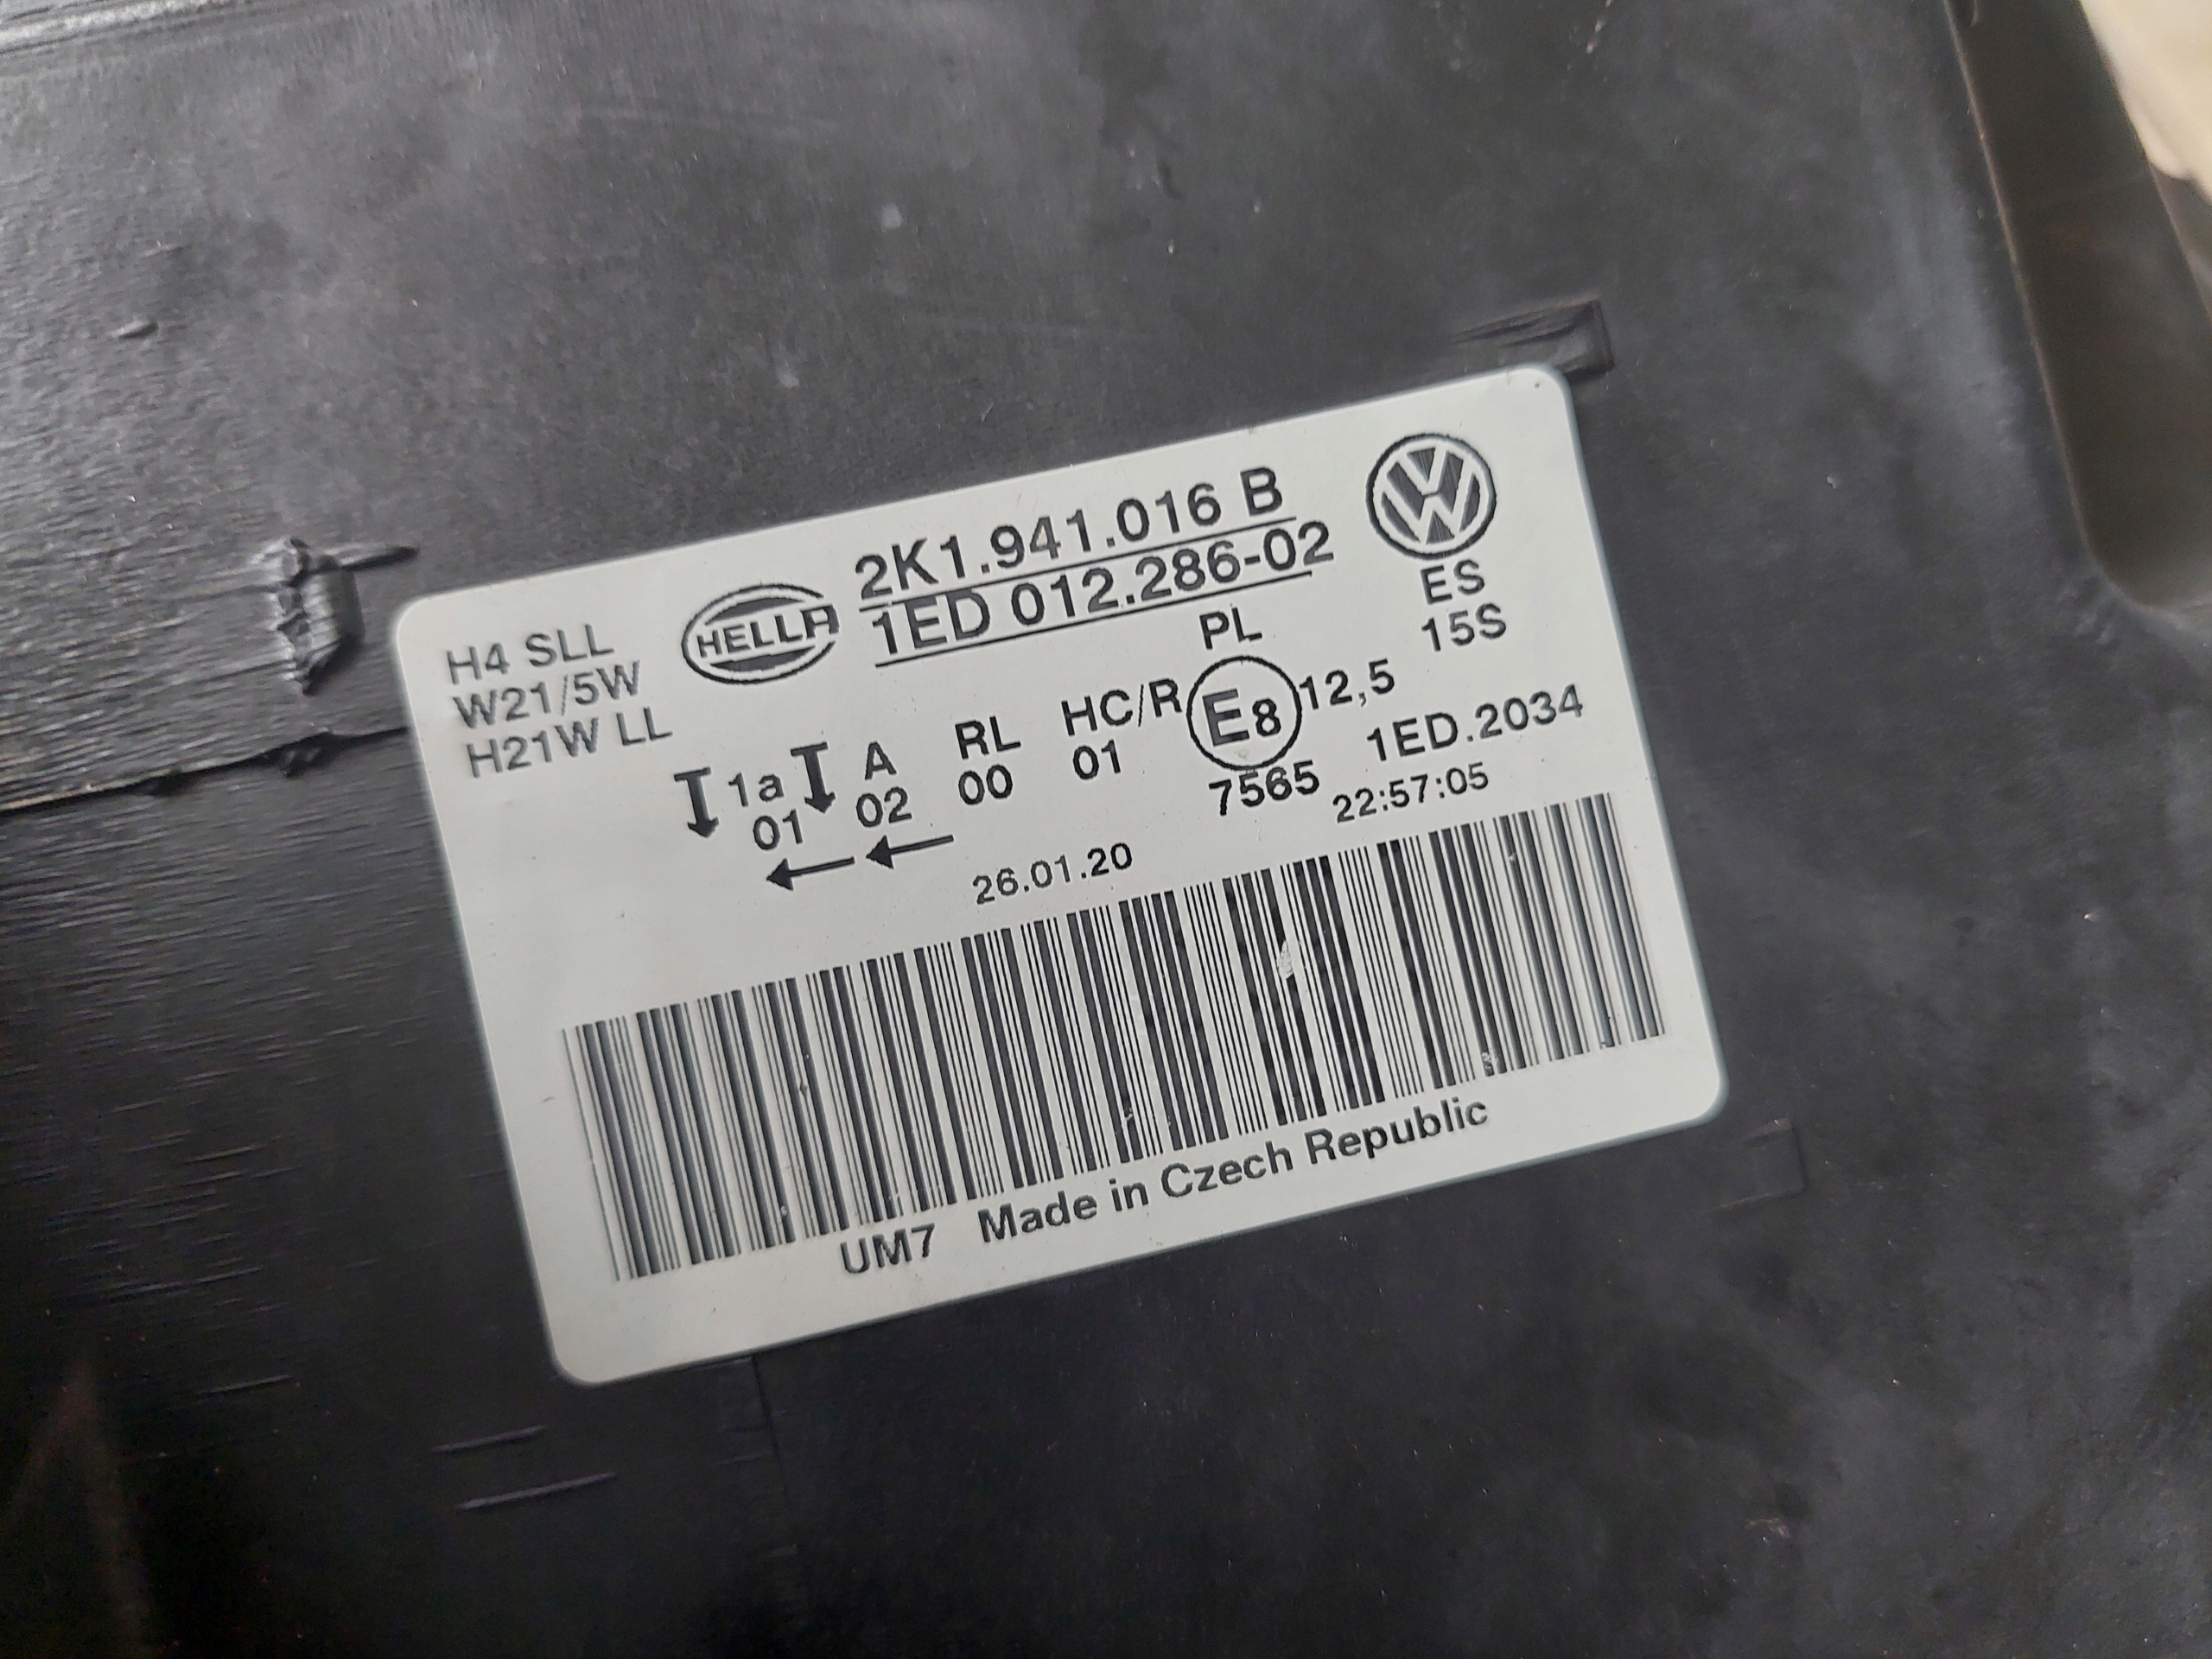 2K1.941.016 B
HELLA 1ED 012.286-02
H4 SLL
W21/5W
H21W LL
PL
ES
15S
1a A RL HC/R E8 12,5
01 02 00 01
7565 1ED.2034
26.01.20 22:57:05
UM7 Made in Czech Republic